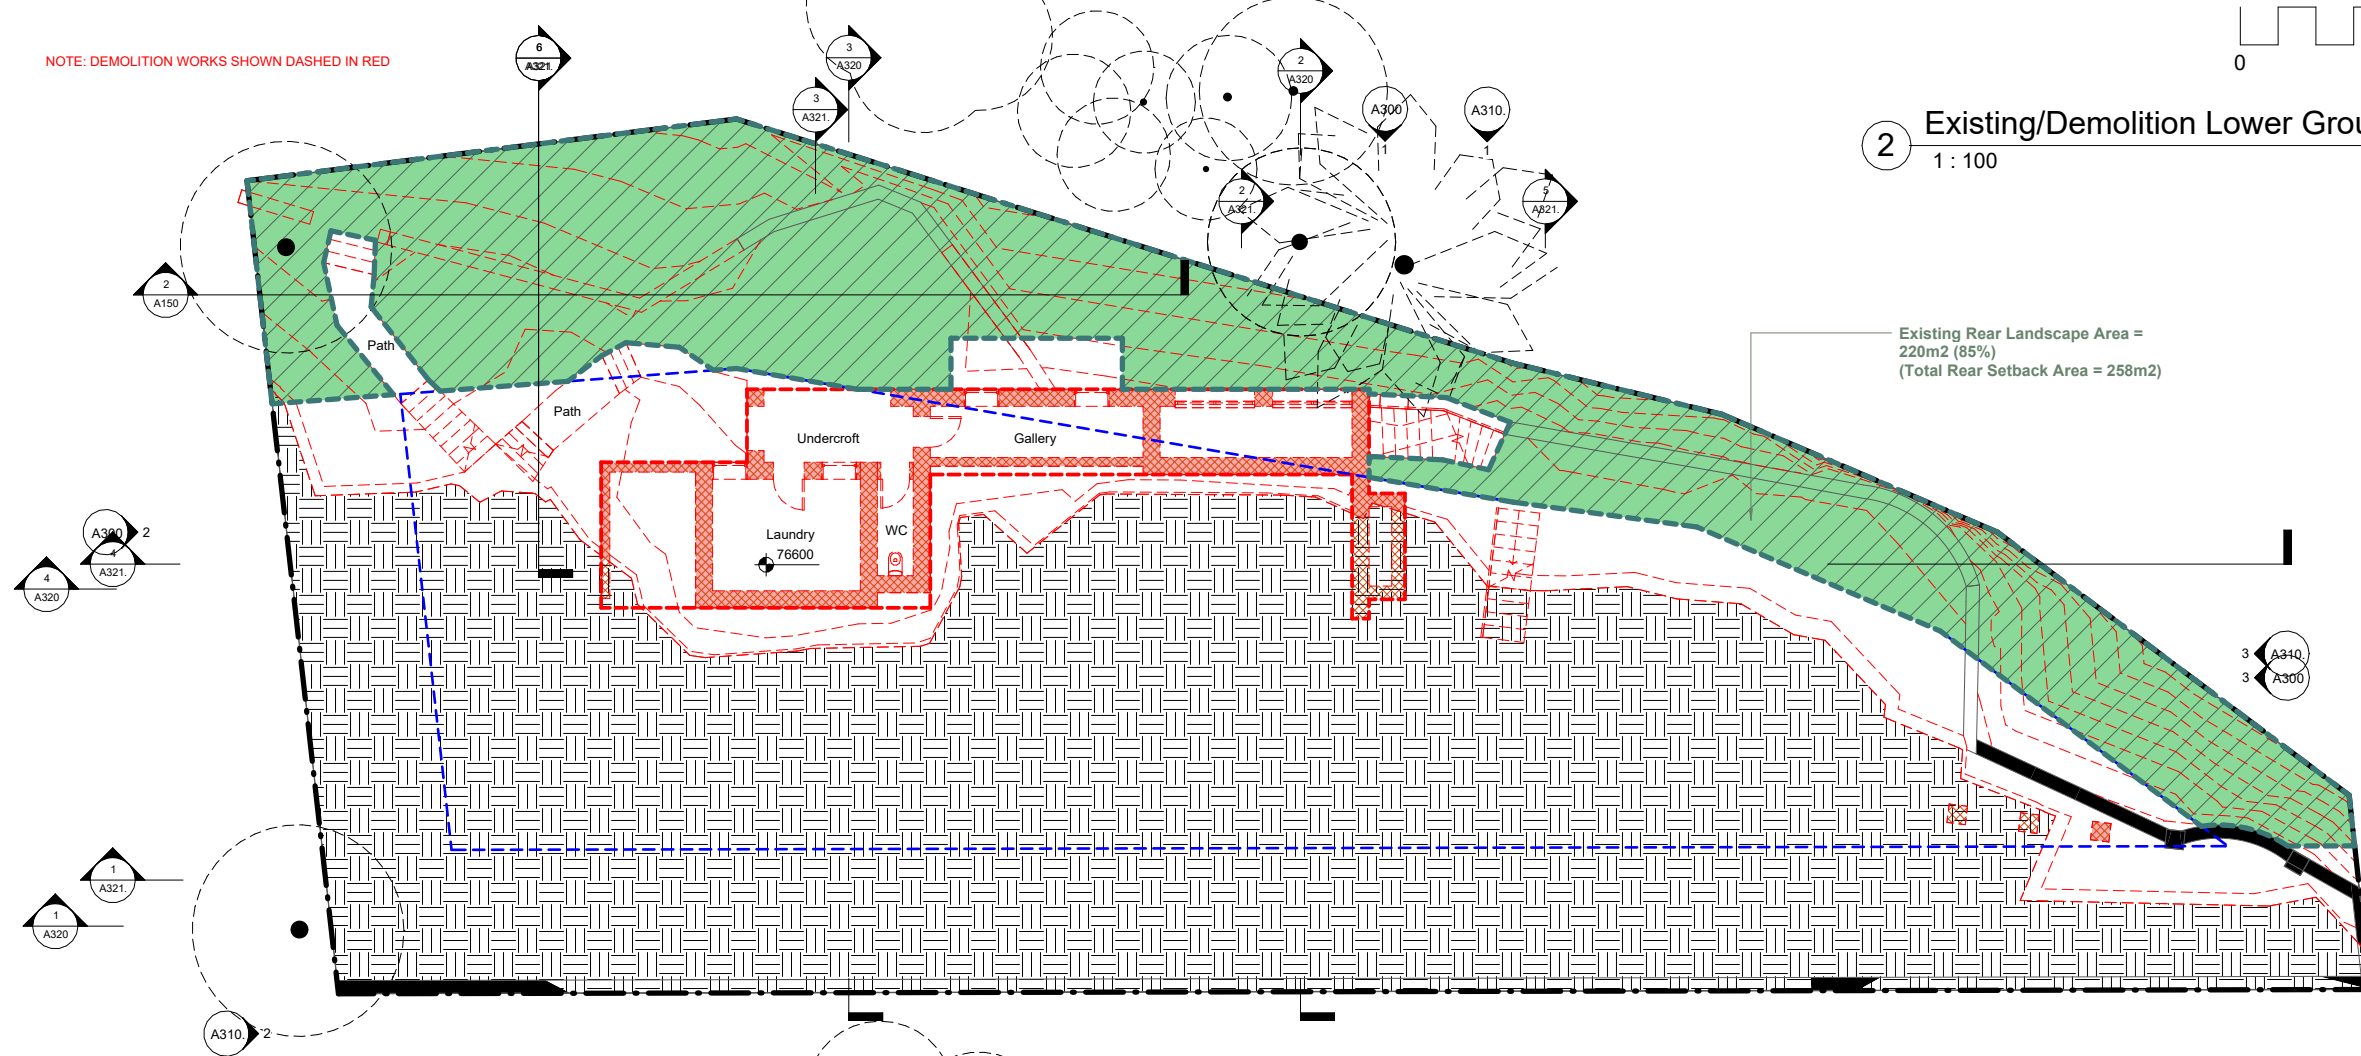 NOTE: DEMOLITION WORKS SHOWN DASHED IN RED
6
A321.
3
A320
3
A321.
2
A320
A300
1
A310.
1
2
A321.
5
A321.
0
2
Existing/Demolition Lower Grou
1 : 100
2
A150
Path
Path
Existing Rear Landscape Area =
220m2 (85%)
(Total Rear Setback Area = 258m2)
Undercroft
Gallery
Laundry
76600
WC
A300
2
4
A321.
4
A320
3
A310.
3
A300
1
A321.
1
A320
A310.
2